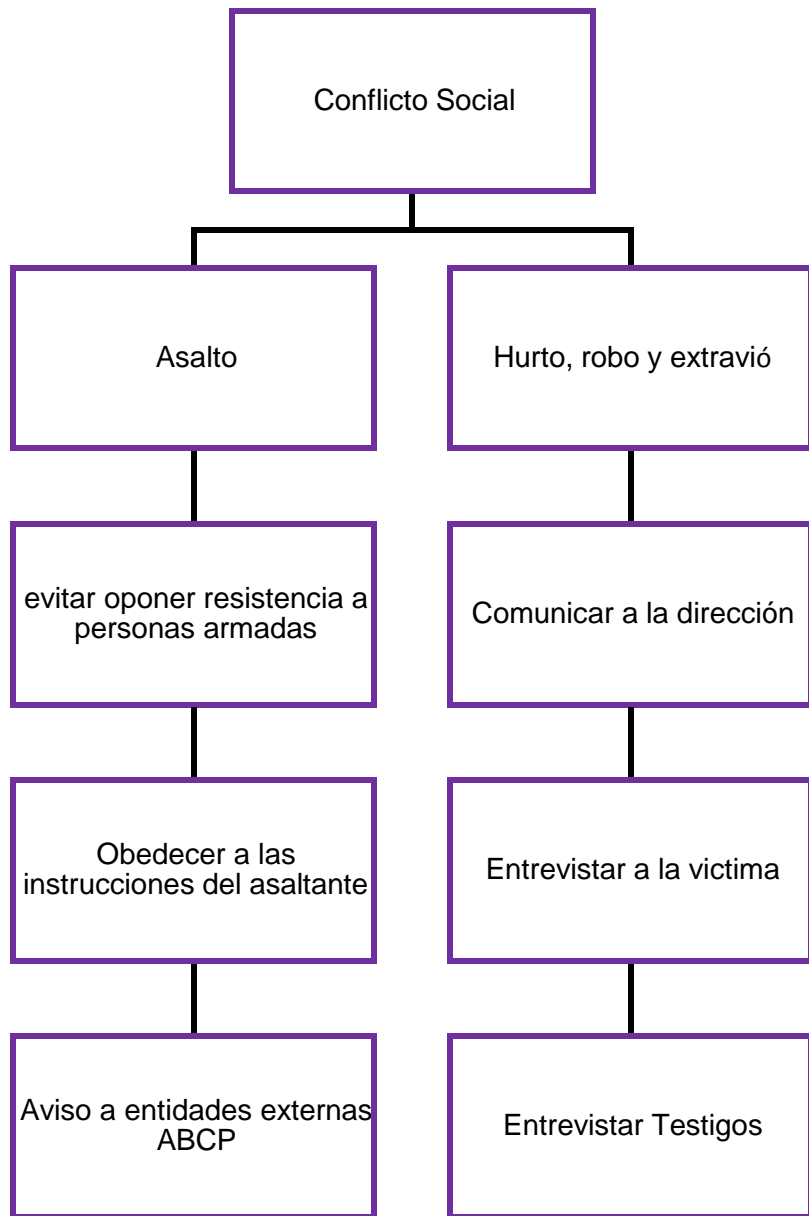 Conflicto Social
Asalto
Hurto, robo y extravió
evitar oponer resistencia a
personas armadas
Comunicar a la dirección
Obedecer a las
instrucciones del asaltante
Entrevistar a la victima
Aviso a entidades externas
ABCP
Entrevistar Testigos